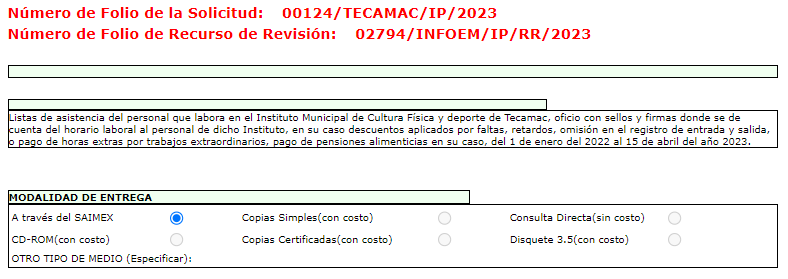 Número de Folio de la Solicitud: 00124/TECAMAC/IP/2023
Número de Folio de Recurso de Revisión: 02794/INFOEM/IP/RR/2023
Listas de asistencia del personal que labora en el Instituto Municipal de Cultura Física y deporte de Tecamac, oficio con sellos y firmas donde se de
cuenta del horario laboral al personal de dicho Instituto, en su caso descuentos aplicados por faltas, retardos, omisión en el registro de entrada y salida,
o pago de horas extras por trabajos extraordinarios, pago de pensiones alimenticias en su caso, del 1 de enero del 2022 al 15 de abril del año 2023.
MODALIDAD DE ENTREGA
A través del SAIMEX Copias Simples(con costo) Consulta Directa(sin costo)
CD-ROM(con costo) Copias Certificadas(con costo) Disquete 3.5(con costo)
OTRO TIPO DE MEDIO (Especificar):